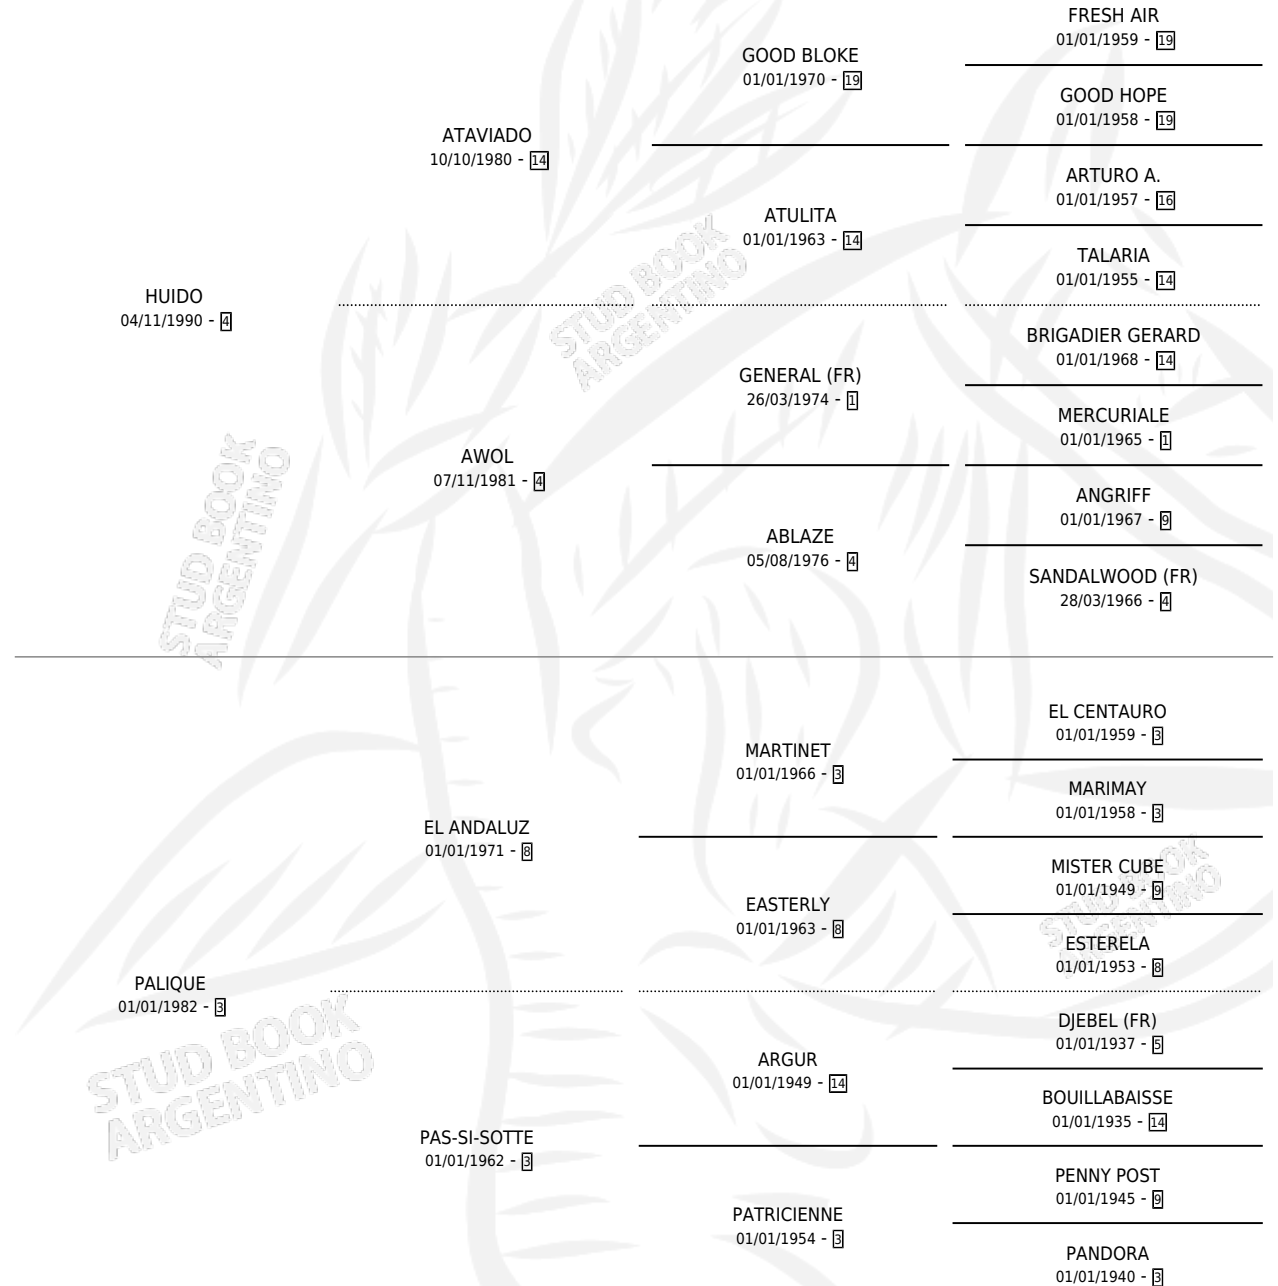 FRESH AIR
01/01/1959 - 19
GOOD BLOKE
01/01/1970 - 19
GOOD HOPE
01/01/1958 - 19
ATAVIADO
10/10/1980 - 14
ARTURO A.
01/01/1957 - 16
ATULITA
01/01/1963 - 14
TALARIA
01/01/1955 - 14
HUIDO
04/11/1990 - 4
BRIGADIER GERARD
01/01/1968 - 14
GENERAL (FR)
26/03/1974 - 1
MERCURIALE
01/01/1965 - 1
AWOL
07/11/1981 - 4
ANGRIFF
01/01/1967 - 9
ABLAZE
05/08/1976 - 4
SANDALWOOD (FR)
28/03/1966 - 4
EL CENTAURO
01/01/1959 - 3
MARTINET
01/01/1966 - 3
MARIMAY
01/01/1958 - 3
EL ANDALUZ
01/01/1971 - 8
MISTER CUBE
01/01/1949 - 9
EASTERLY
01/01/1963 - 8
ESTERELA
01/01/1953 - 8
PALIQUE
01/01/1982 - 3
DJEBEL (FR)
01/01/1937 - 5
ARGUR
01/01/1949 - 14
BOUILLABAISSE
01/01/1935 - 14
PAS-SI-SOTTE
01/01/1962 - 3
PENNY POST
01/01/1945 - 9
PATRICIENNE
01/01/1954 - 3
PANDORA
01/01/1940 - 3
STUD BOOK
ARGENTINO
STUD BOOK
ARGENTINO
STUD BOOK
ARGENTINO
STUD BOOK
ARGENTINO